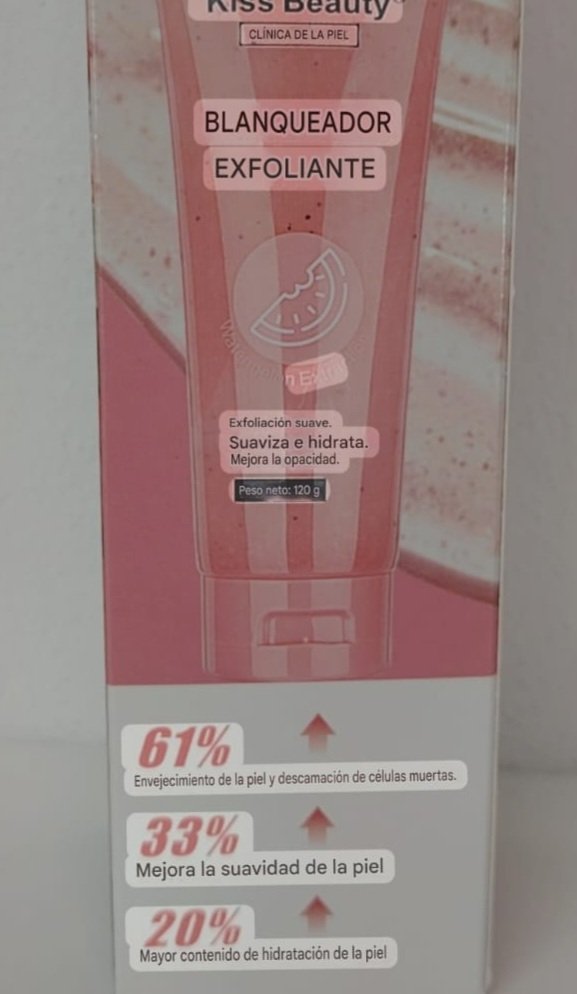 Kiss Beauty®
CLÍNICA DE LA PIEL
BLANQUEADOR
EXFOLIANTE
Exfoliación suave.
Suaviza e hidrata.
Mejora la opacidad.
Peso neto: 120 g
61%
Envejecimiento de la piel y descamación de células muertas.
33%
Mejora la suavidad de la piel
20%
Mayor contenido de hidratación de la piel